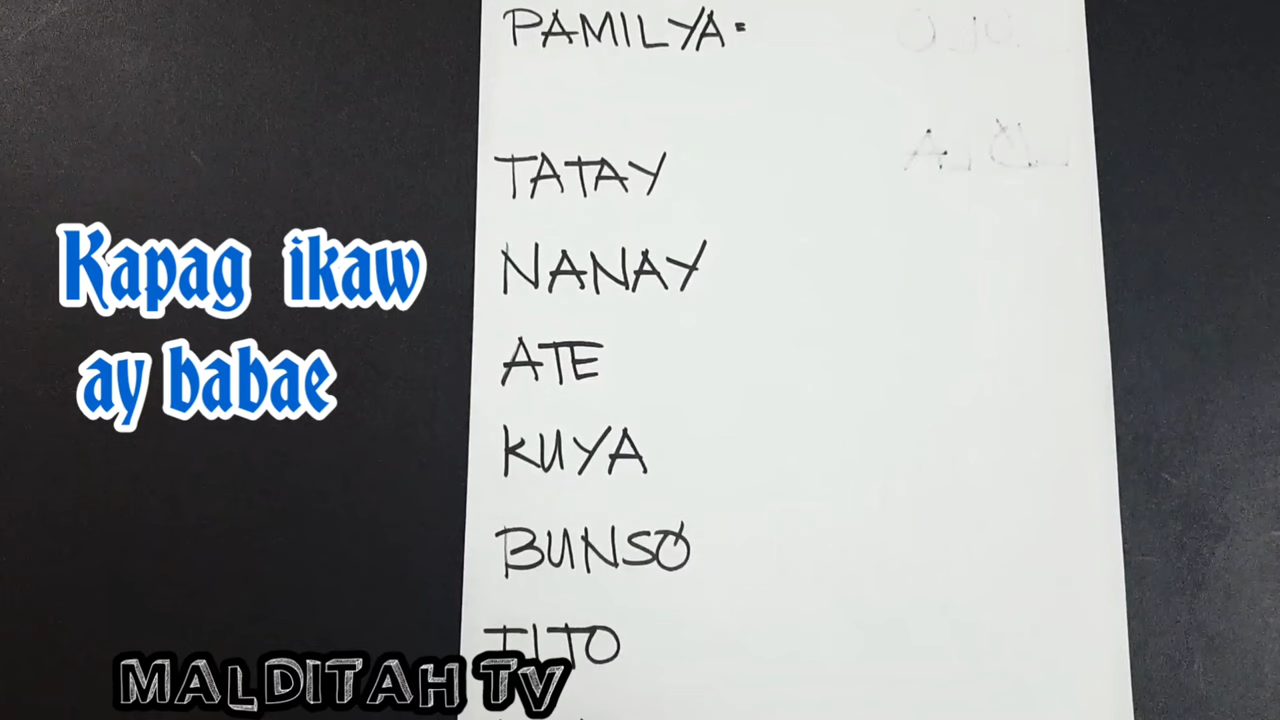 PAMILYA:
TATAY
NANAY
ATE
KUYA
BUNSO
TITO
Kapag ikaw
ay babae
MALDITAH TV